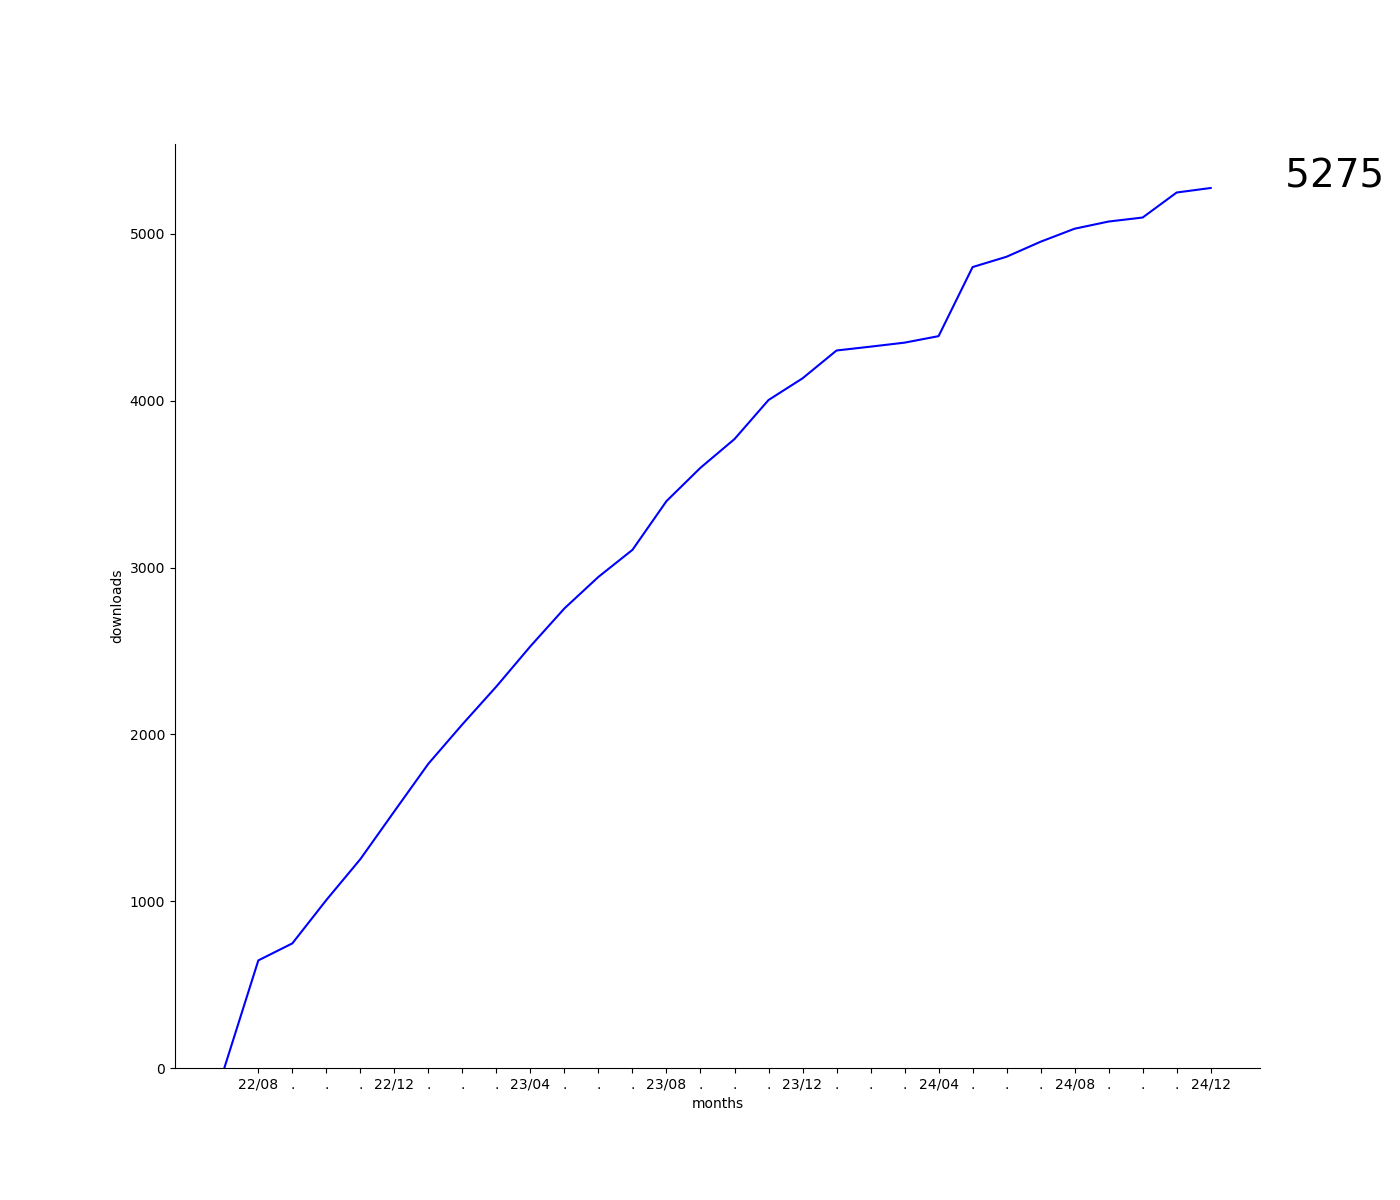 5275
5000
4000
3000
2000
1000
0
downloads
22/08 . . . 22/12 . . . 23/04 . . . 23/08 . . . 23/12 . . . 24/04 . . . 24/08 . . . 24/12
months